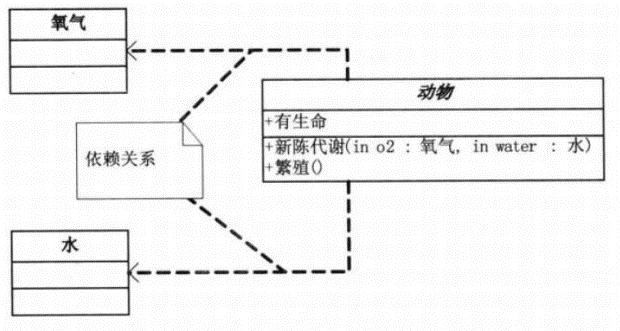 氧气
动物
+有生命
+新陈代谢(in o2 : 氧气, in water : 水)
+繁殖()
依赖关系
水